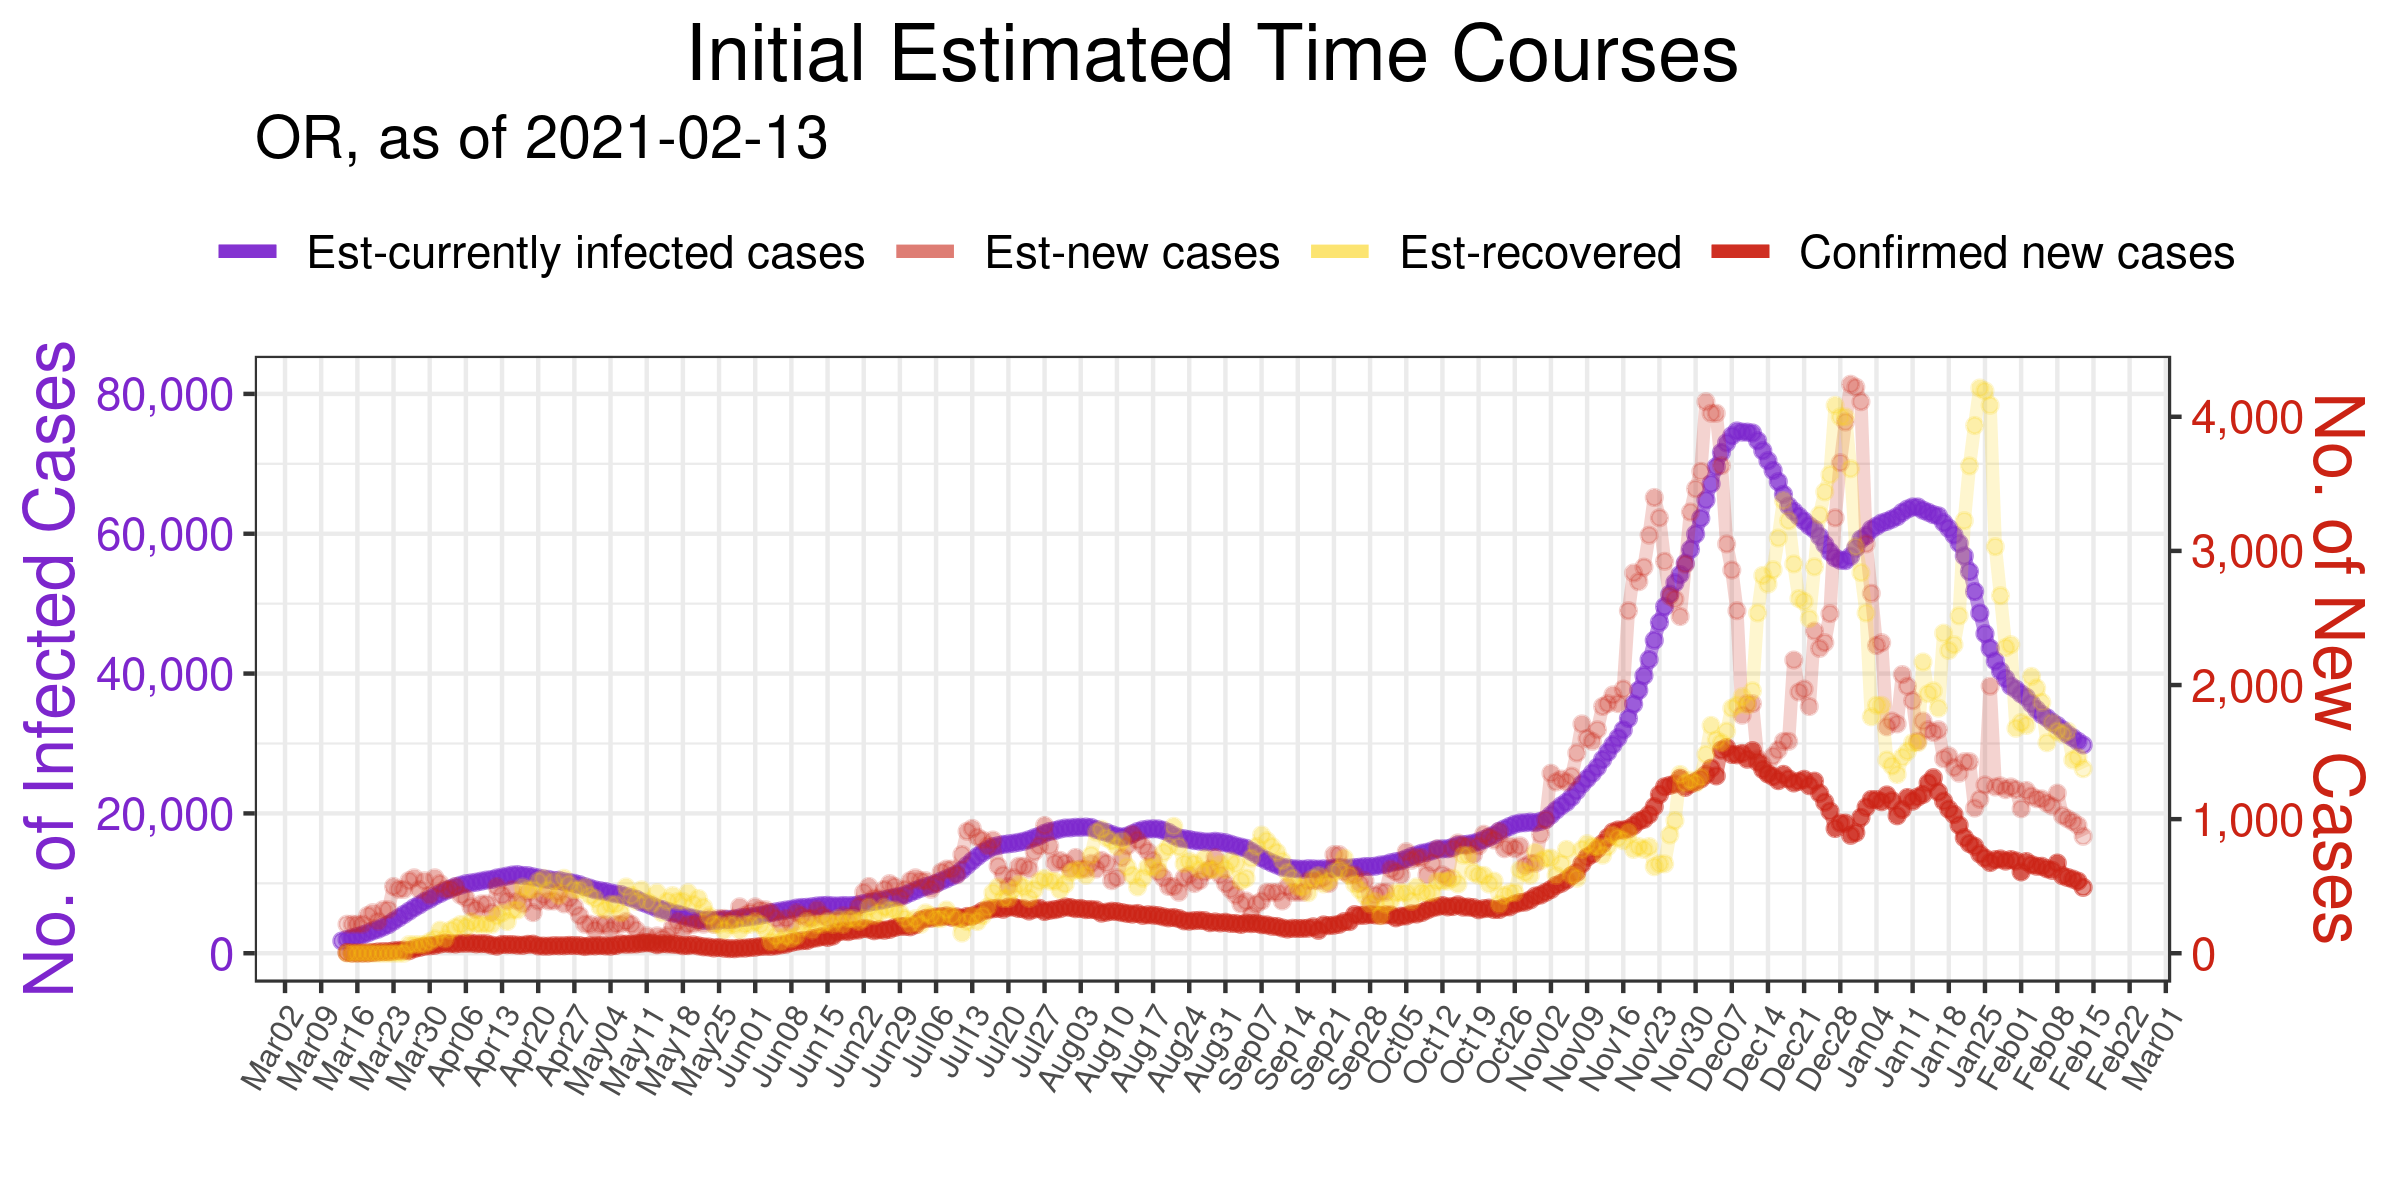 Initial Estimated Time Courses
OR, as of 2021-02-13
Est-currently infected cases Est-new cases Est-recovered Confirmed new cases
No. of Infected Cases
80,000
60,000
40,000
20,000
0
4,000
3,000
2,000
1,000
0
No. of New Cases
Mar02 Mar09 Mar16 Mar23 Mar30 Apr06 Apr13 Apr20 Apr27 May04 May11 May18 May25 Jun01 Jun08 Jun15 Jun22 Jun29 Jul06 Jul13 Jul20 Jul27 Aug03 Aug10 Aug17 Aug24 Aug31 Sep07 Sep14 Sep21 Sep28 Oct05 Oct12 Oct19 Oct26 Nov02 Nov09 Nov16 Nov23 Nov30 Dec07 Dec14 Dec21 Dec28 Jan04 Jan11 Jan18 Jan25 Feb01 Feb08 Feb15 Feb22 Mar01